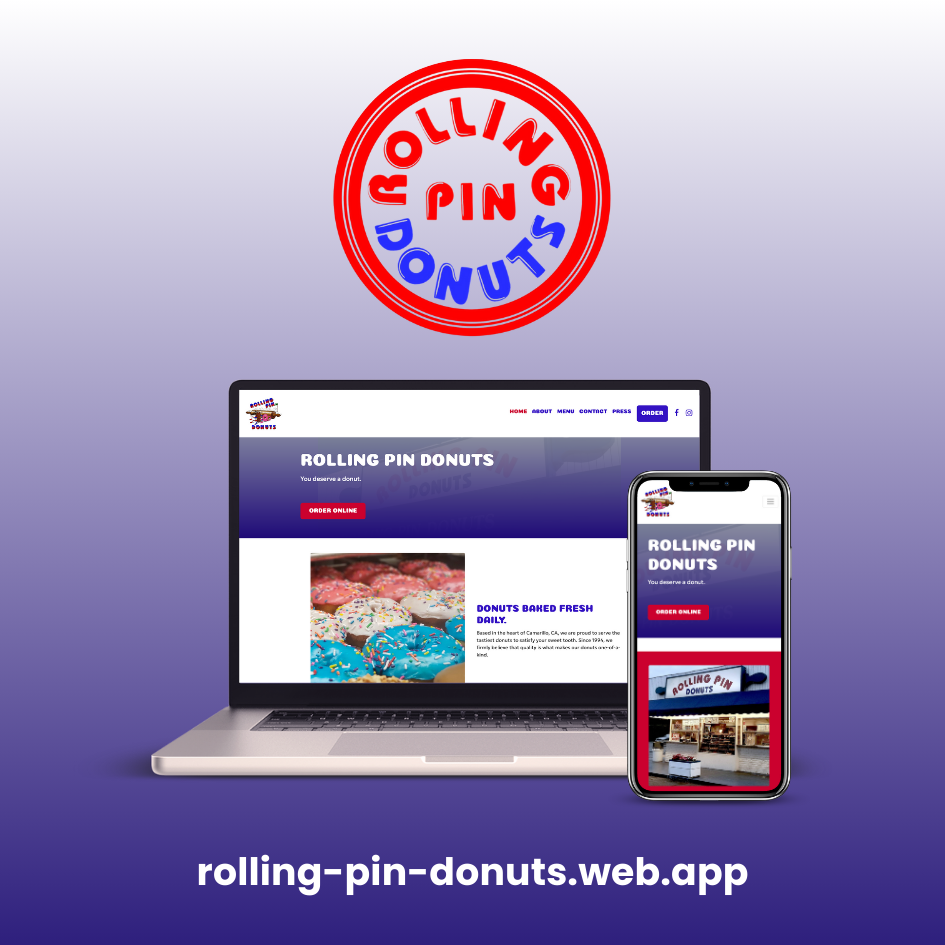 ROLLING
PIN
DONUTS
ROLLING
PIN
DONUTS
HOME ABOUT MENU CONTACT PRESS ORDER
ROLLING PIN DONUTS
You deserve a donut.
ORDER ONLINE
DONUTS BAKED FRESH
DAILY.
Based in the heart of Camarillo, CA, we are proud to serve the
tastiest donuts to satisfy your sweet tooth. Since 1994, we
firmly believe that quality is what makes our donuts one-of-a-
kind.
ROLLING
PIN
DONUTS
ROLLING PIN
DONUTS
You deserve a donut.
ORDER ONLINE
ROLLING PIN
DONUTS
rolling-pin-donuts.web.app